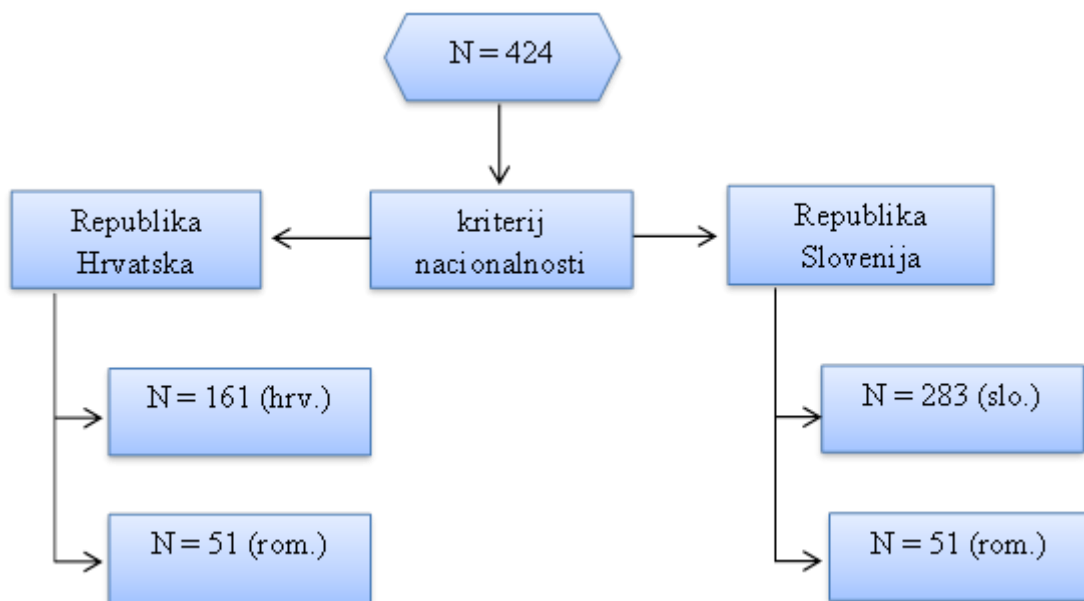 N = 424
Republika
Hrvatska
kriterij
nacionalnosti
Republika
Slovenija
N = 161 (hrv.)
N = 283 (slo.)
N = 51 (rom.)
N = 51 (rom.)